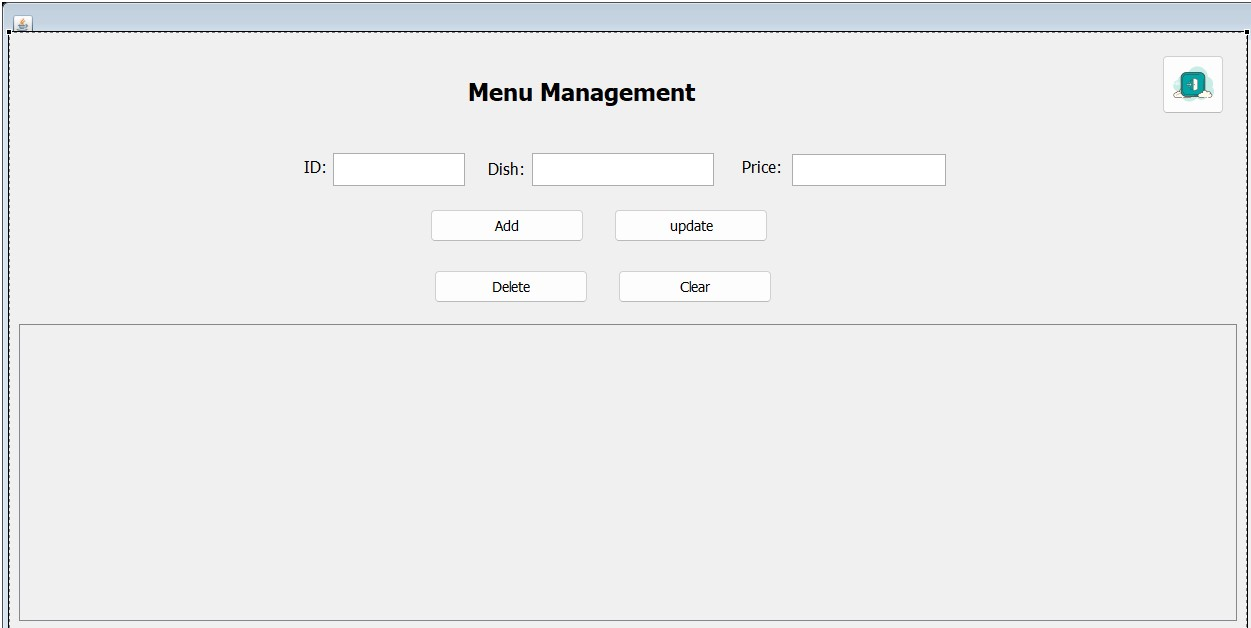 Menu Management
ID: Dish: Price:
Add update
Delete Clear